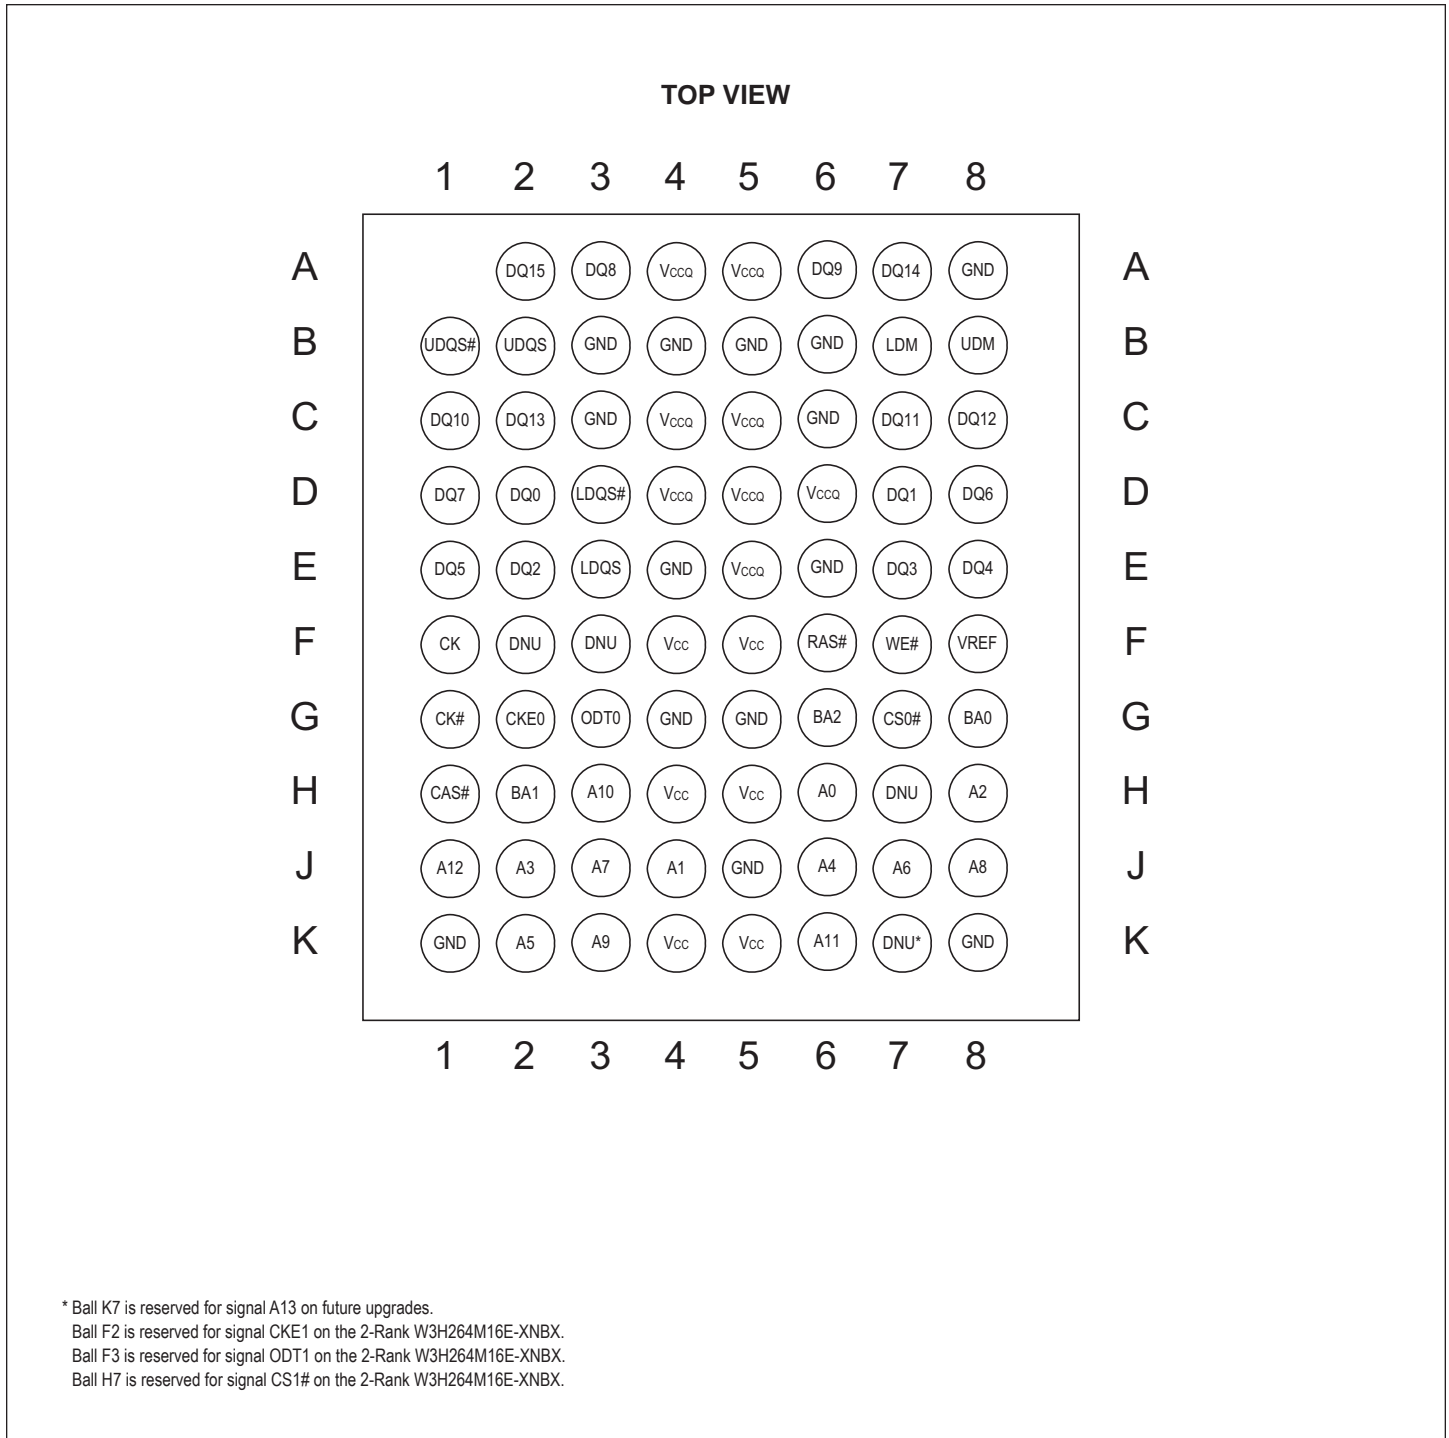 TOP VIEW
1 2 3 4 5 6 7 8
A DQ15 DQ8 VCCQ VCCQ DQ9 DQ14 GND A
B UDQS# UDQS GND GND GND GND LDM UDM B
C DQ10 DQ13 GND VCCQ VCCQ GND DQ11 DQ12 C
D DQ7 DQ0 LDQS# VCCQ VCCQ VCCQ DQ1 DQ6 D
E DQ5 DQ2 LDQS GND VCCQ GND DQ3 DQ4 E
F CK DNU DNU VCC VCC RAS# WE# VREF F
G CK# CKE0 ODT0 GND GND BA2 CS0# BA0 G
H CAS# BA1 A10 VCC VCC A0 DNU A2 H
J A12 A3 A7 A1 GND A4 A6 A8 J
K GND A5 A9 VCC VCC A11 DNU* GND K
1 2 3 4 5 6 7 8
* Ball K7 is reserved for signal A13 on future upgrades.
Ball F2 is reserved for signal CKE1 on the 2-Rank W3H264M16E-XNBX.
Ball F3 is reserved for signal ODT1 on the 2-Rank W3H264M16E-XNBX.
Ball H7 is reserved for signal CS1# on the 2-Rank W3H264M16E-XNBX.